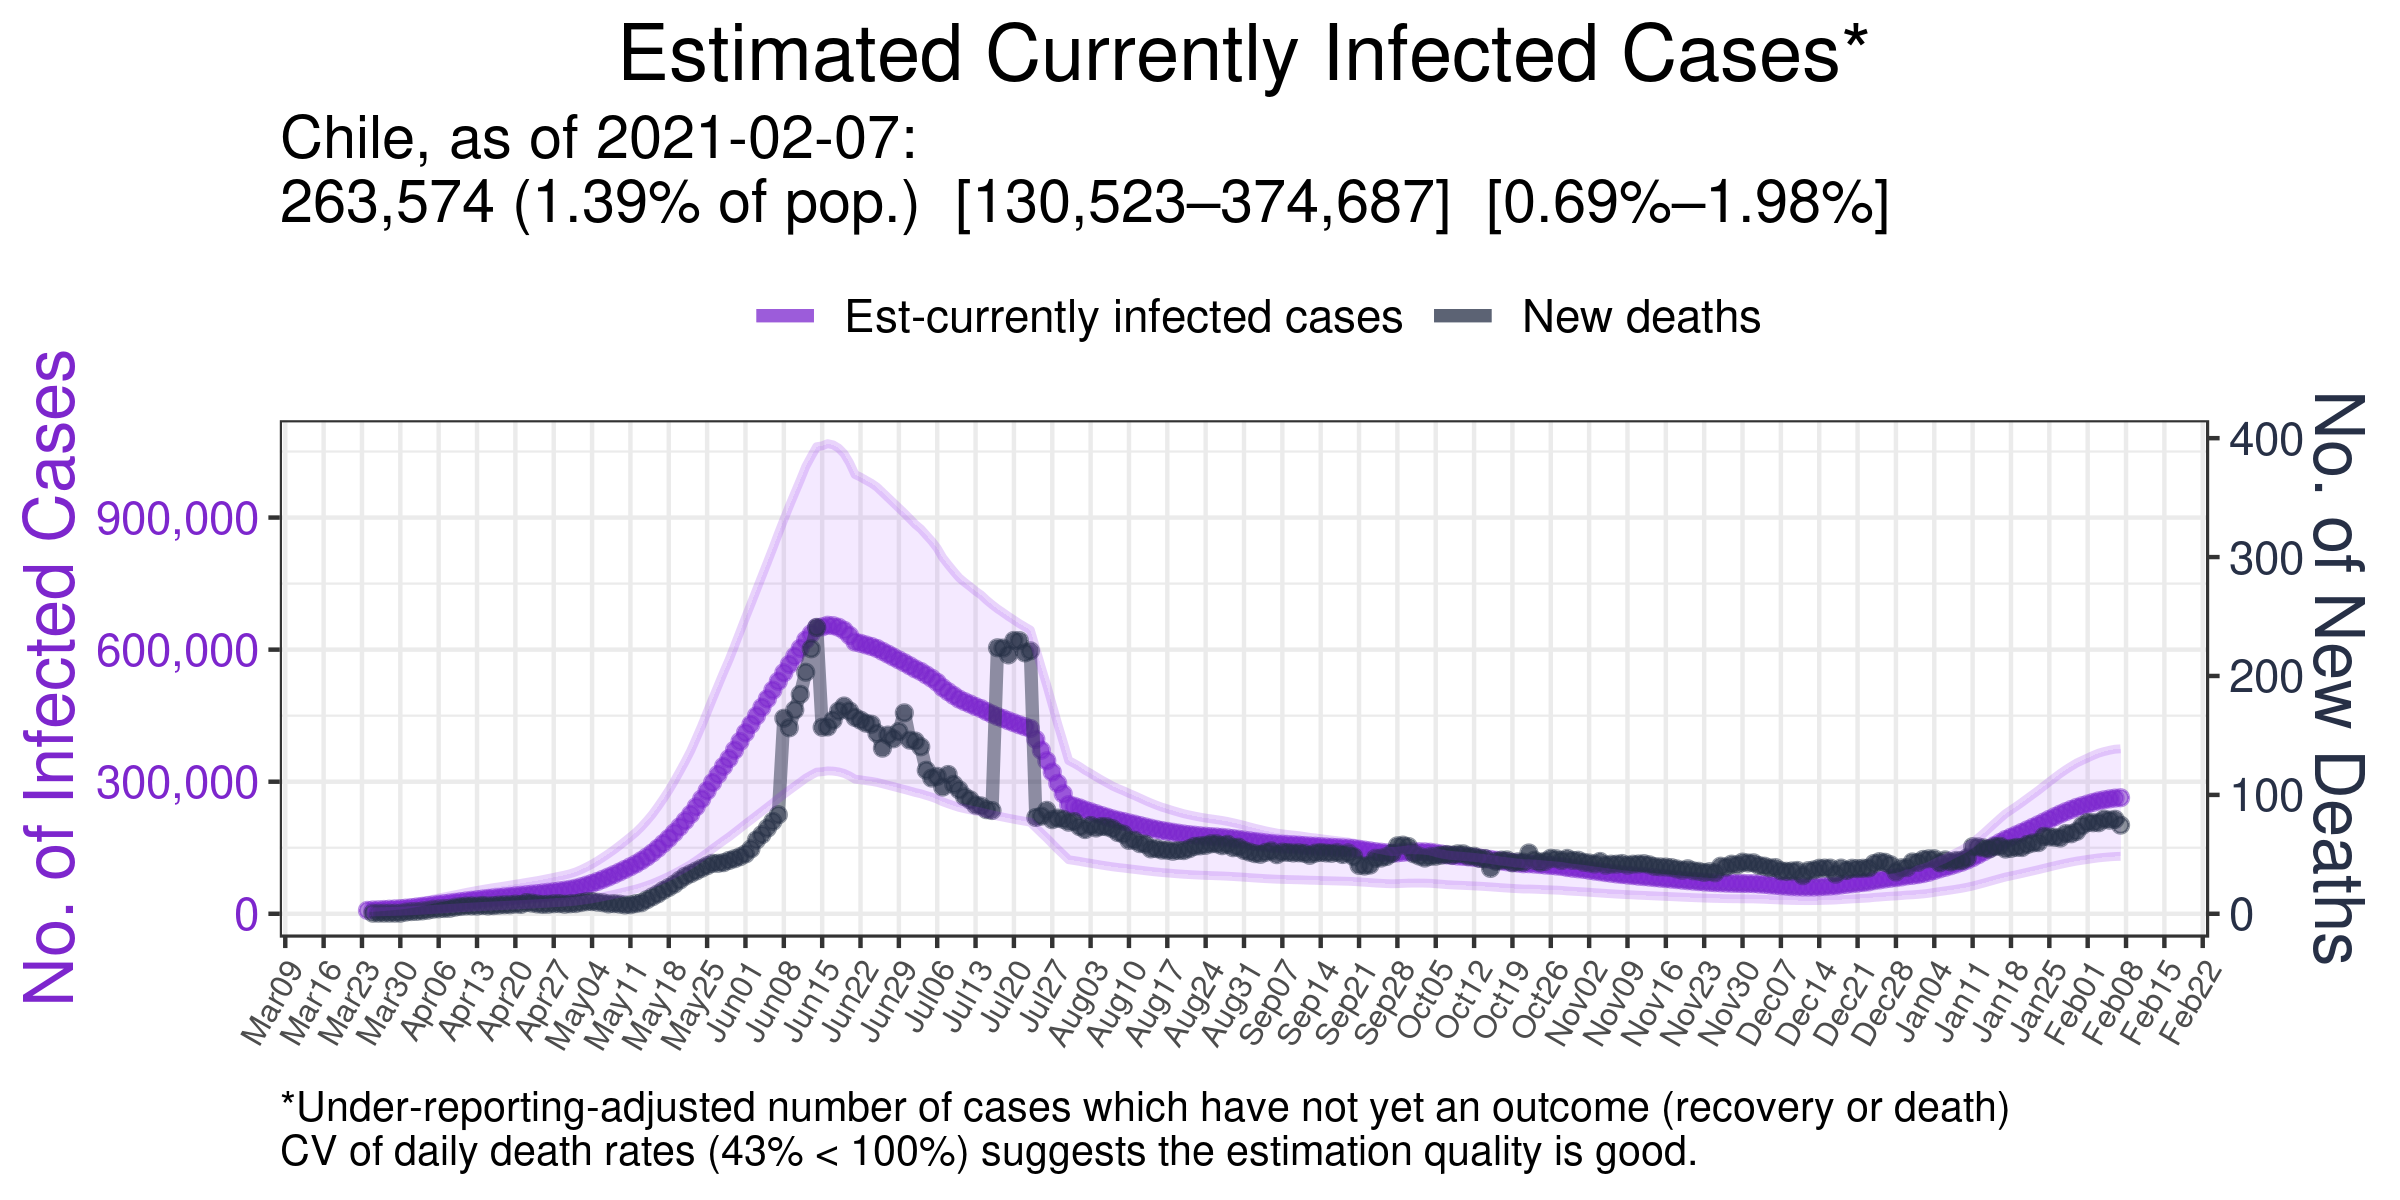 Estimated Currently Infected Cases*
Chile, as of 2021-02-07:
263,574 (1.39% of pop.) [130,523–374,687] [0.69%–1.98%]
Est-currently infected cases
New deaths
No. of Infected Cases
900,000
600,000
300,000
0
400
300
200
100
0
No. of New Deaths
Mar09
Mar16
Mar23
Mar30
Apr06
Apr13
Apr20
Apr27
May04
May11
May18
May25
Jun01
Jun08
Jun15
Jun22
Jun29
Jul06
Jul13
Jul20
Jul27
Aug03
Aug10
Aug17
Aug24
Aug31
Sep07
Sep14
Sep21
Sep28
Oct05
Oct12
Oct19
Oct26
Nov02
Nov09
Nov16
Nov23
Nov30
Dec07
Dec14
Dec21
Dec28
Jan04
Jan11
Jan18
Jan25
Feb01
Feb08
Feb15
Feb22
*Under-reporting-adjusted number of cases which have not yet an outcome (recovery or death)
CV of daily death rates (43% < 100%) suggests the estimation quality is good.